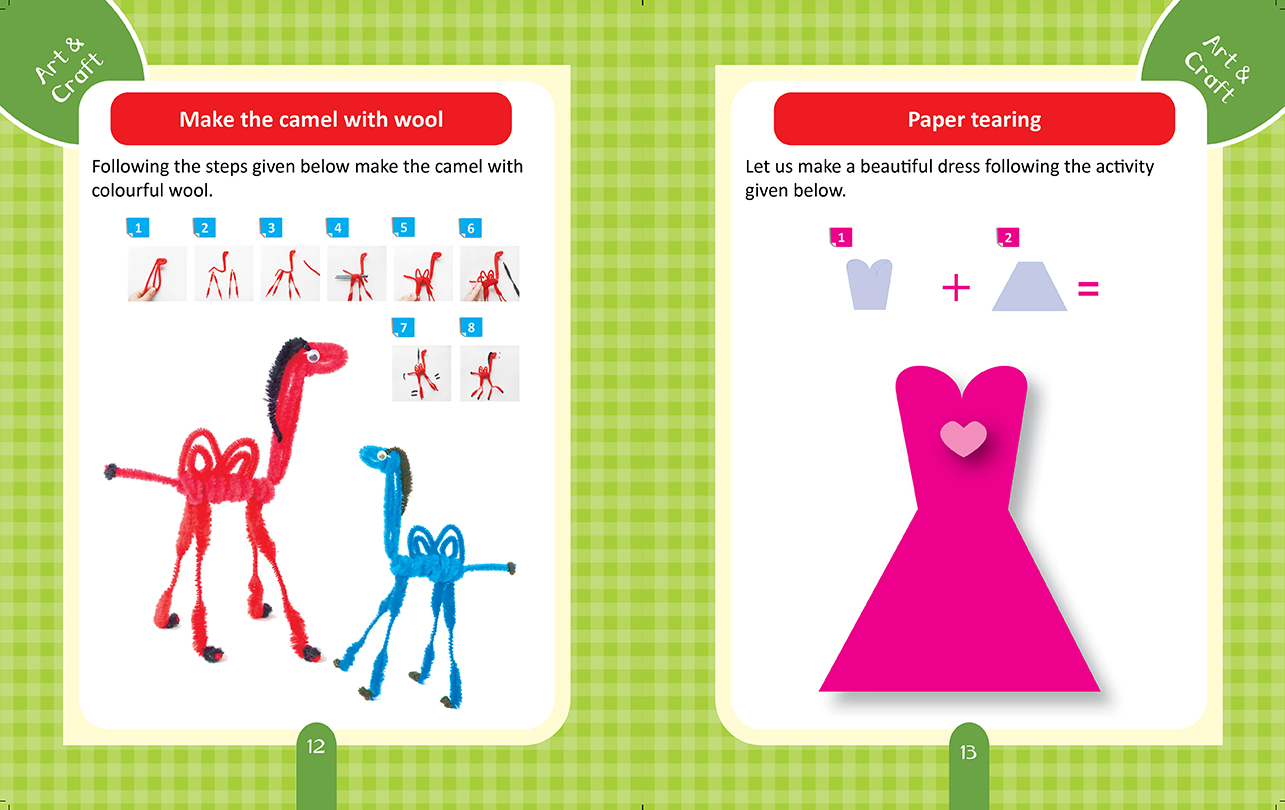 Art &
Craft
Make the camel with wool
Following the steps given below make the camel with
colourful wool.
1 2 3 4 5 6
7 8
12
Art &
Craft
Paper tearing
Let us make a beautiful dress following the activity
given below.
1 2
+ =
13